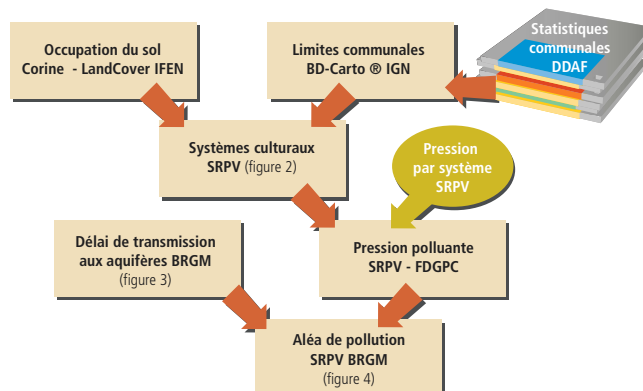 Occupation du sol
Corine - LandCover IFEN
Limites communales
BD-Carto ® IGN
Statistiques
communales
DDAF
Systèmes culturaux
SRPV (figure 2)
Pression
par système
SRPV
Délai de transmission
aux aquifères BRGM
(figure 3)
Pression polluante
SRPV - FDGPC
Aléa de pollution
SRPV BRGM
(figure 4)